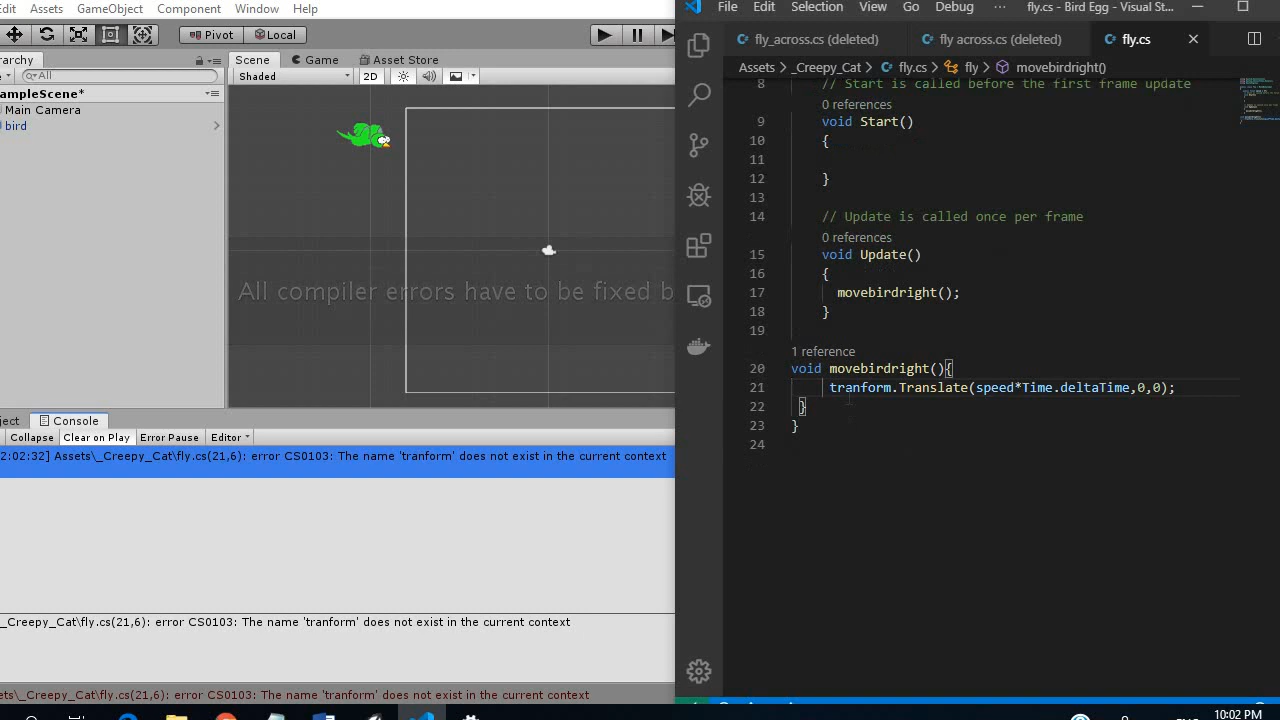 Edit Assets GameObject Component Window Help
Pivot Local
erarchy
All
ampleScene*
Main Camera
bird
Scene Game Asset Store
Shaded 2D
All compiler errors have to be fixed b
ject Console
Collapse Clear on Play Error Pause Editor
2:02:32] Assets\_Creepy_Cat\fly.cs(21,6): error CS0103: The name 'tranform' does not exist in the current context
_Creepy_Cat\fly.cs(21,6): error CS0103: The name 'tranform' does not exist in the current context
ets\_Creepy_Cat\fly.cs(21,6): error CS0103: The name 'tranform' does not exist in the current context
File Edit Selection View Go Debug ··· fly.cs - Bird Egg - Visual St...
fly_across.cs (deleted) fly across.cs (deleted) fly.cs
Assets > _Creepy_Cat > fly.cs > fly > movebirdright()
8 // Start is called before the first frame update
0 references
9 void Start()
10 {
11
12 }
13
14 // Update is called once per frame
0 references
15 void Update()
16 {
17 movebirdright();
18 }
19
1 reference
20 void movebirdright(){
21 tranform.Translate(speed*Time.deltaTime,0,0);
22 }
23 }
24
10:02 PM